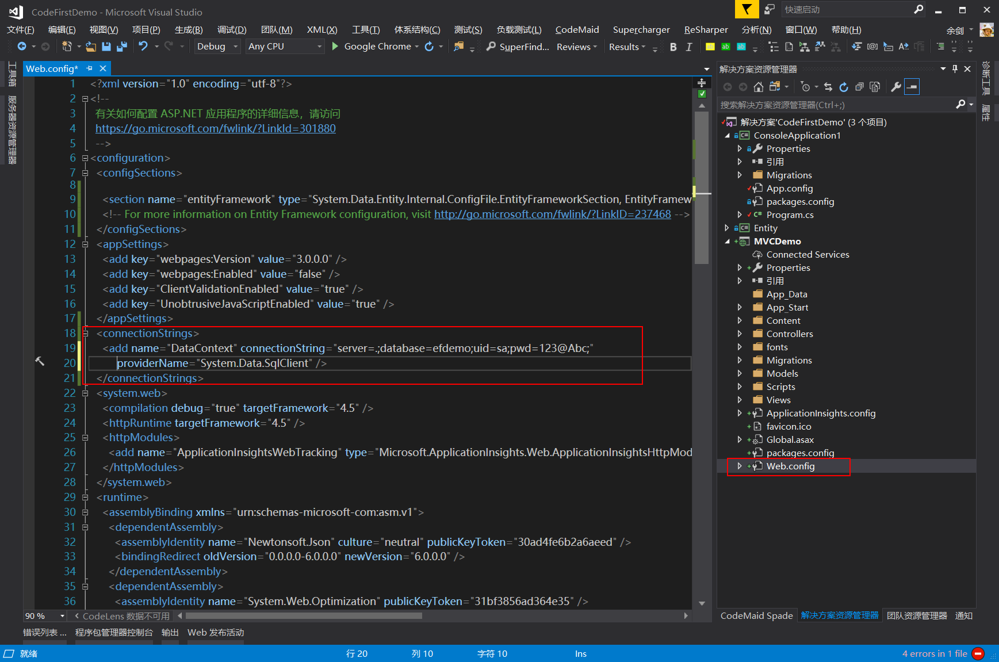 CodeFirstDemo - Microsoft Visual Studio
快速启动
文件(F) 编辑(E) 视图(V) 项目(P) 生成(B) 调试(D) 团队(M) XML(X) 工具(T) 体系结构(C) 测试(S) 负载测试(L) CodeMaid Supercharger ReSharper 分析(N) 窗口(W) 帮助(H) 余剑
Debug Any CPU Google Chrome SuperFind... Reviews Results B I
工具箱
服务器资源管理器
Web.config*
1 <?xml version="1.0" encoding="utf-8"?>
2 <!--
3 有关如何配置 ASP.NET 应用程序的详细信息，请访问
4 https://go.microsoft.com/fwlink/?LinkId=301880
5 -->
6 <configuration>
7 <configSections>
8
9 <section name="entityFramework" type="System.Data.Entity.Internal.ConfigFile.EntityFrameworkSection, EntityFramew
10 <!-- For more information on Entity Framework configuration, visit http://go.microsoft.com/fwlink/?LinkID=237468 -->
11 </configSections>
12 <appSettings>
13 <add key="webpages:Version" value="3.0.0.0" />
14 <add key="webpages:Enabled" value="false" />
15 <add key="ClientValidationEnabled" value="true" />
16 <add key="UnobtrusiveJavaScriptEnabled" value="true" />
17 </appSettings>
18 <connectionStrings>
19 <add name="DataContext" connectionString="server=.;database=efdemo;uid=sa;pwd=123@Abc;"
20 providerName="System.Data.SqlClient" />
21 </connectionStrings>
22 <system.web>
23 <compilation debug="true" targetFramework="4.5" />
24 <httpRuntime targetFramework="4.5" />
25 <httpModules>
26 <add name="ApplicationInsightsWebTracking" type="Microsoft.ApplicationInsights.Web.ApplicationInsightsHttpMod
27 </httpModules>
28 </system.web>
29 <runtime>
30 <assemblyBinding xmlns="urn:schemas-microsoft-com:asm.v1">
31 <dependentAssembly>
32 <assemblyIdentity name="Newtonsoft.Json" culture="neutral" publicKeyToken="30ad4fe6b2a6aeed" />
33 <bindingRedirect oldVersion="0.0.0.0-6.0.0.0" newVersion="6.0.0.0" />
34 </dependentAssembly>
35 <dependentAssembly>
36 <assemblyIdentity name="System.Web.Optimization" publicKeyToken="31bf3856ad364e35" />
90 % CodeLens 数据不可用
解决方案资源管理器
搜索解决方案资源管理器(Ctrl+;)
解决方案'CodeFirstDemo' (3 个项目)
ConsoleApplication1
Properties
引用
Migrations
App.config
packages.config
C# Program.cs
Entity
MVCDemo
Connected Services
Properties
引用
App_Data
App_Start
Content
Controllers
fonts
Migrations
Models
Scripts
Views
ApplicationInsights.config
favicon.ico
Global.asax
packages.config
Web.config
CodeMaid Spade 解决方案资源管理器 团队资源管理器 通知
诊断工具
属性
错误列表 ... 程序包管理器控制台 输出 Web 发布活动
就绪 行 20 列 10 字符 10 Ins 4 errors in 1 file